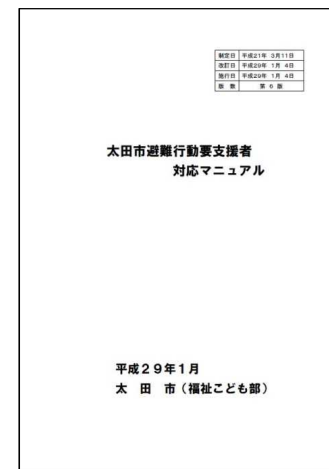 制定日 平成21年 3月11日
改訂日 平成29年 1月 4日
施行日 平成29年 1月 4日
版 数 第 6 版
太田市避難行動要支援者
対応マニュアル
平成29年1月
太 田 市(福祉こども部)